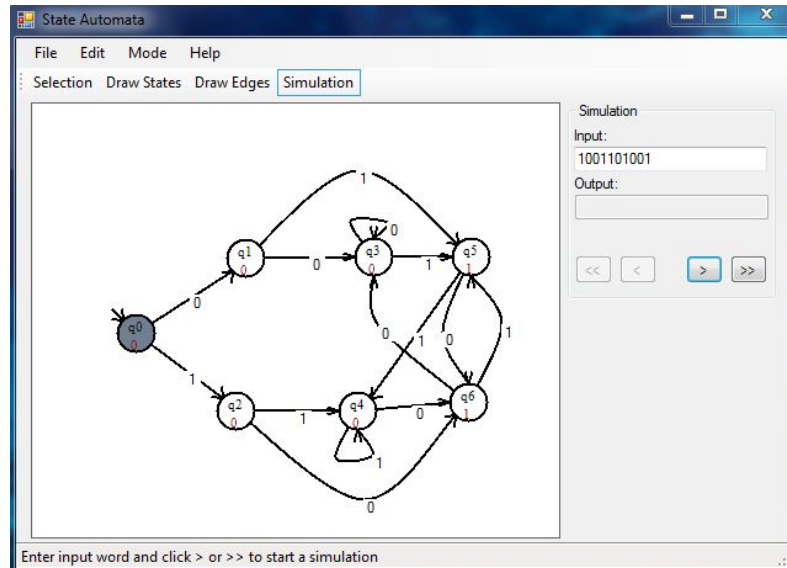 State Automata
File Edit Mode Help
Selection Draw States Draw Edges Simulation
Simulation
Input:
1001101001
Output:
<< < > >>
1
q1
0
0
q3
0
0
1
q5
1
q0
0
0
1
0
1
0
1
q2
0
1
q4
0
0
q6
1
1
0
Enter input word and click > or >> to start a simulation